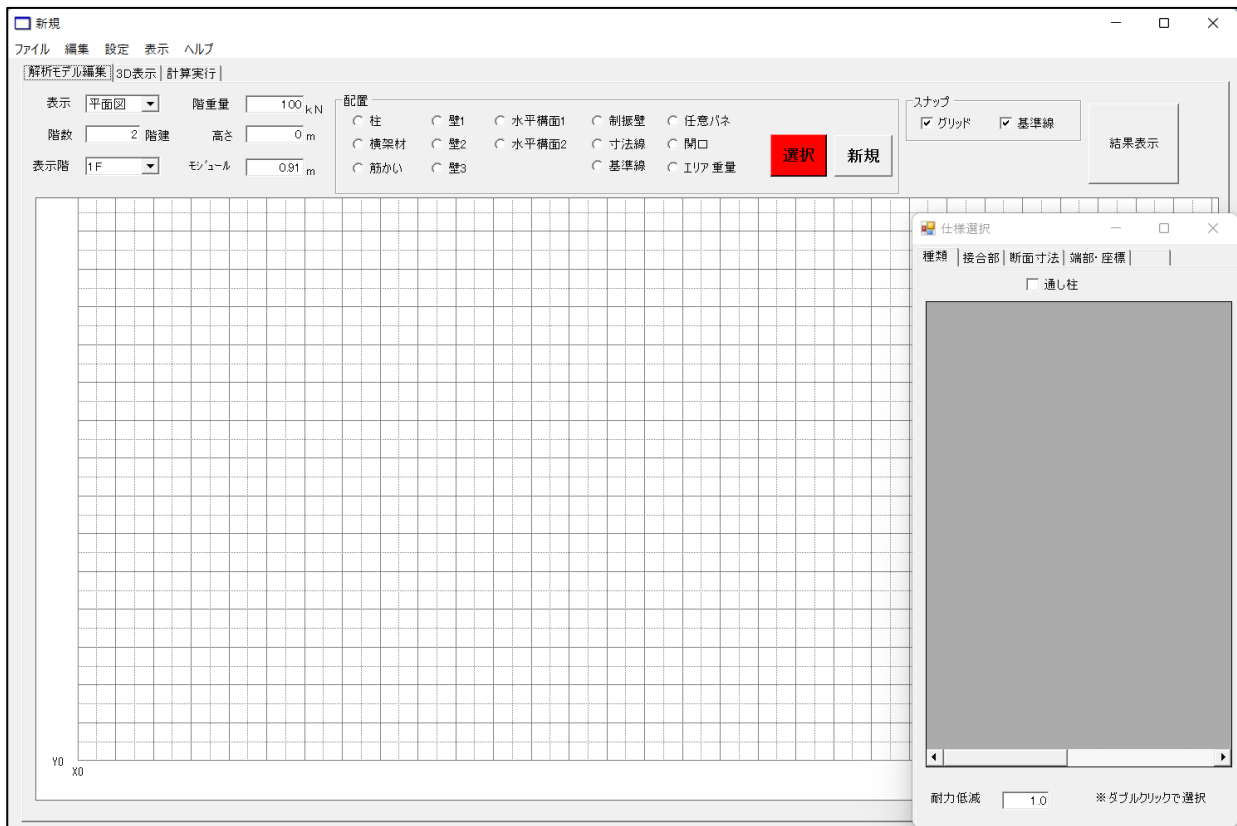 新規
ファイル 編集 設定 表示 ヘルプ
解析モデル編集 3D表示 計算実行
表示 平面図 階重量 100 kN
階数 2 階建 高さ 0 m
表示階 1F モジュール 0.91 m
配置
柱 壁1 水平構面1 制振壁 任意バネ
横架材 壁2 水平構面2 寸法線 開口
筋かい 壁3 基準線 エリア重量
選択 新規
スナップ
グリッド 基準線
結果表示
仕様選択
種類 接合部 断面寸法 端部・座標
通し柱
耐力低減 1.0 ※ダブルクリックで選択
Y0
X0